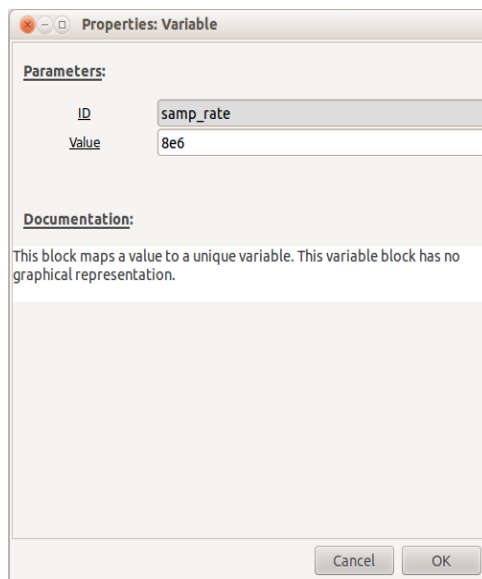 Properties: Variable
Parameters:
ID samp_rate
Value 8e6
Documentation:
This block maps a value to a unique variable. This variable block has no
graphical representation.
Cancel OK